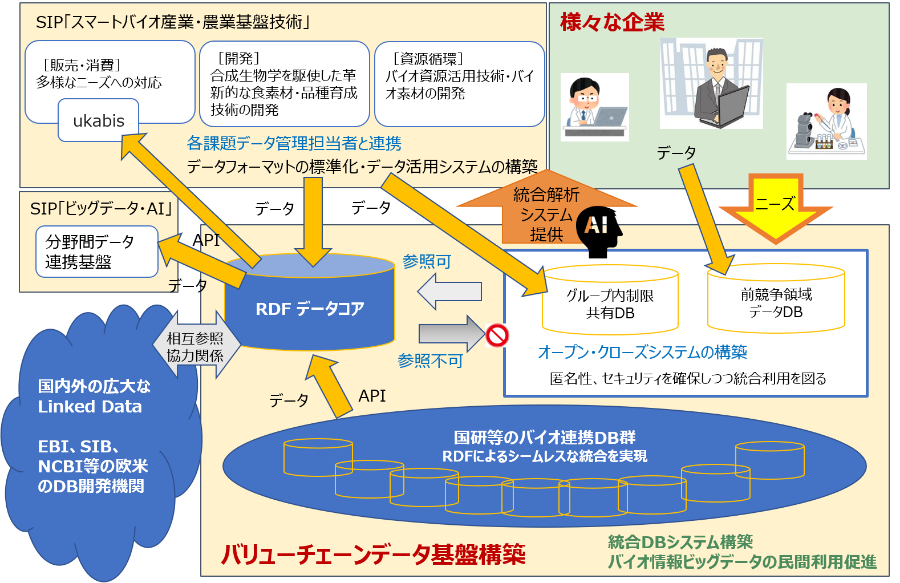 SIP「スマートバイオ産業・農業基盤技術」
［販売・消費］
多様なニーズへの対応
ukabis
［開発］
合成生物学を駆使した革
新的な食素材・品種育成
技術の開発
［資源循環］
バイオ資源活用技術・バイ
オ素材の開発
各課題データ管理担当者と連携
データフォーマットの標準化・データ活用システムの構築
様々な企業
データ
ニーズ
SIP「ビッグデータ・AI」
分野間データ
連携基盤
API
データ
データ
データ
統合解析
システム
提供
AI
RDF データコア
参照可
参照不可
グループ内制限
共有DB
前競争領域
データDB
オープン・クローズシステムの構築
匿名性、セキュリティを確保しつつ統合利用を図る
相互参照
協力関係
国内外の広大な
Linked Data
EBI、SIB、
NCBI等の欧米
のDB開発機関
データ
API
国研等のバイオ連携DB群
RDFによるシームレスな統合を実現
バリューチェーンデータ基盤構築
統合DBシステム構築
バイオ情報ビッグデータの民間利用促進